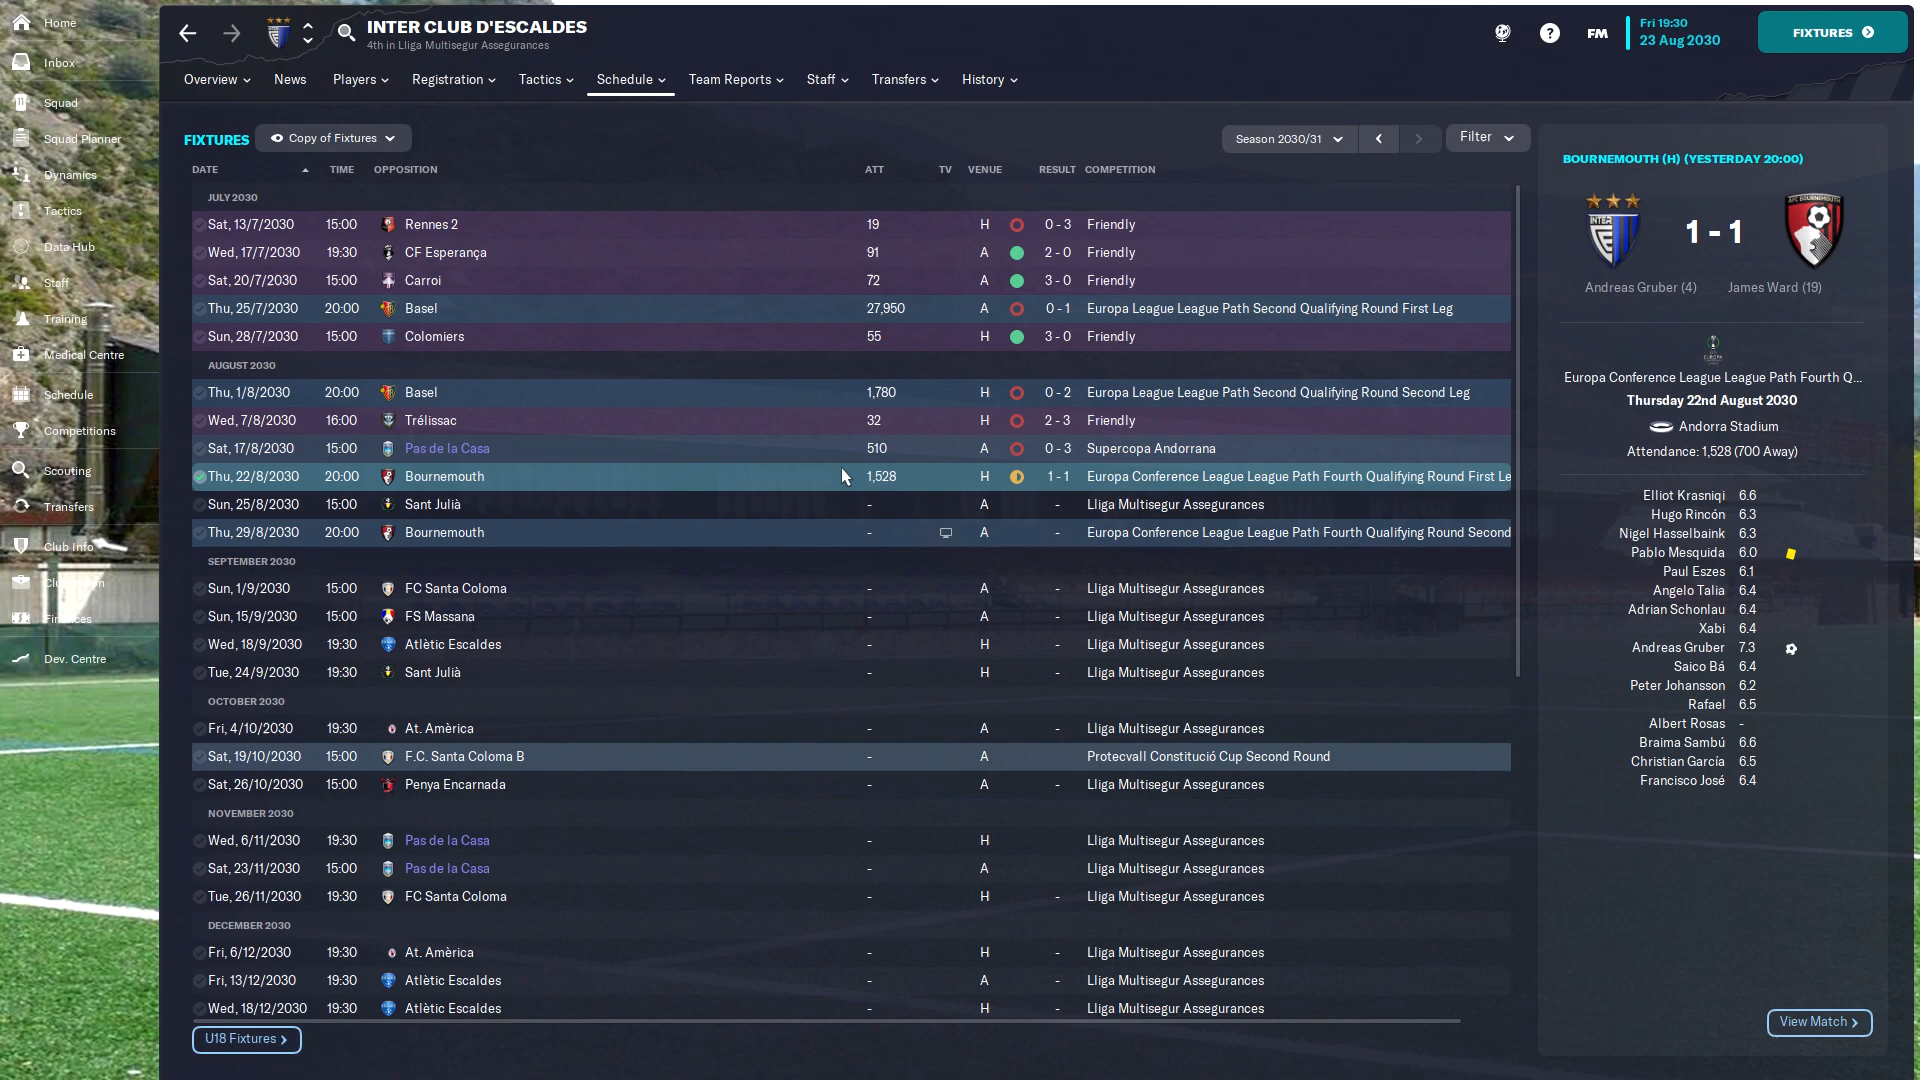 Home
Inbox
Squad
Squad Planner
Dynamics
Tactics
Data Hub
Staff
Training
Medical Centre
Schedule
Competitions
Scouting
Transfers
Club Info
Finances
Dev. Centre
INTER CLUB D'ESCALDES
4th in Lliga Multisegur Assegurances
FM
Fri 19:30
23 Aug 2030
FIXTURES
Overview News Players Registration Tactics Schedule Team Reports Staff Transfers History
FIXTURES Copy of Fixtures Season 2030/31 Filter
DATE TIME OPPOSITION ATT TV VENUE RESULT COMPETITION
JULY 2030
Sat, 13/7/2030 15:00 Rennes 2 19 H 0 - 3 Friendly
Wed, 17/7/2030 19:30 CF Esperança 91 A 2 - 0 Friendly
Sat, 20/7/2030 15:00 Carroi 72 A 3 - 0 Friendly
Thu, 25/7/2030 20:00 Basel 27,950 A 0 - 1 Europa League League Path Second Qualifying Round First Leg
Sun, 28/7/2030 15:00 Colomiers 55 H 3 - 0 Friendly
AUGUST 2030
Thu, 1/8/2030 20:00 Basel 1,780 H 0 - 2 Europa League League Path Second Qualifying Round Second Leg
Wed, 7/8/2030 16:00 Trélissac 32 H 2 - 3 Friendly
Sat, 17/8/2030 15:00 Pas de la Casa 510 A 0 - 3 Supercopa Andorrana
Thu, 22/8/2030 20:00 Bournemouth 1,528 H 1 - 1 Europa Conference League League Path Fourth Qualifying Round First Le
Sun, 25/8/2030 15:00 Sant Julià - A - Lliga Multisegur Assegurances
Thu, 29/8/2030 20:00 Bournemouth - A - Europa Conference League League Path Fourth Qualifying Round Second
SEPTEMBER 2030
Sun, 1/9/2030 15:00 FC Santa Coloma - A - Lliga Multisegur Assegurances
Sun, 15/9/2030 15:00 FS Massana - A - Lliga Multisegur Assegurances
Wed, 18/9/2030 19:30 Atlètic Escaldes - H - Lliga Multisegur Assegurances
Tue, 24/9/2030 19:30 Sant Julià - H - Lliga Multisegur Assegurances
OCTOBER 2030
Fri, 4/10/2030 19:30 At. Amèrica - A - Lliga Multisegur Assegurances
Sat, 19/10/2030 15:00 F.C. Santa Coloma B - A Protecvall Constitució Cup Second Round
Sat, 26/10/2030 15:00 Penya Encarnada - A - Lliga Multisegur Assegurances
NOVEMBER 2030
Wed, 6/11/2030 19:30 Pas de la Casa - H Lliga Multisegur Assegurances
Sat, 23/11/2030 15:00 Pas de la Casa - A Lliga Multisegur Assegurances
Tue, 26/11/2030 19:30 FC Santa Coloma - H - Lliga Multisegur Assegurances
DECEMBER 2030
Fri, 6/12/2030 19:30 At. Amèrica - H - Lliga Multisegur Assegurances
Fri, 13/12/2030 19:30 Atlètic Escaldes - A - Lliga Multisegur Assegurances
Wed, 18/12/2030 19:30 Atlètic Escaldes - H - Lliga Multisegur Assegurances
U18 Fixtures
BOURNEMOUTH (H) (YESTERDAY 20:00)
INTER
1 - 1
AFC BOURNEMOUTH
Andreas Gruber (4) James Ward (19)
EUROPA
Europa Conference League League Path Fourth Q...
Thursday 22nd August 2030
Andorra Stadium
Attendance: 1,528 (700 Away)
Elliot Krasniqi 6.6
Hugo Rincón 6.3
Nigel Hasselbaink 6.3
Pablo Mesquida 6.0
Paul Eszes 6.1
Angelo Talia 6.4
Adrian Schonlau 6.4
Xabi 6.4
Andreas Gruber 7.3
Saico Bá 6.4
Peter Johansson 6.2
Rafael 6.5
Albert Rosas -
Braima Sambú 6.6
Christian García 6.5
Francisco José 6.4
View Match